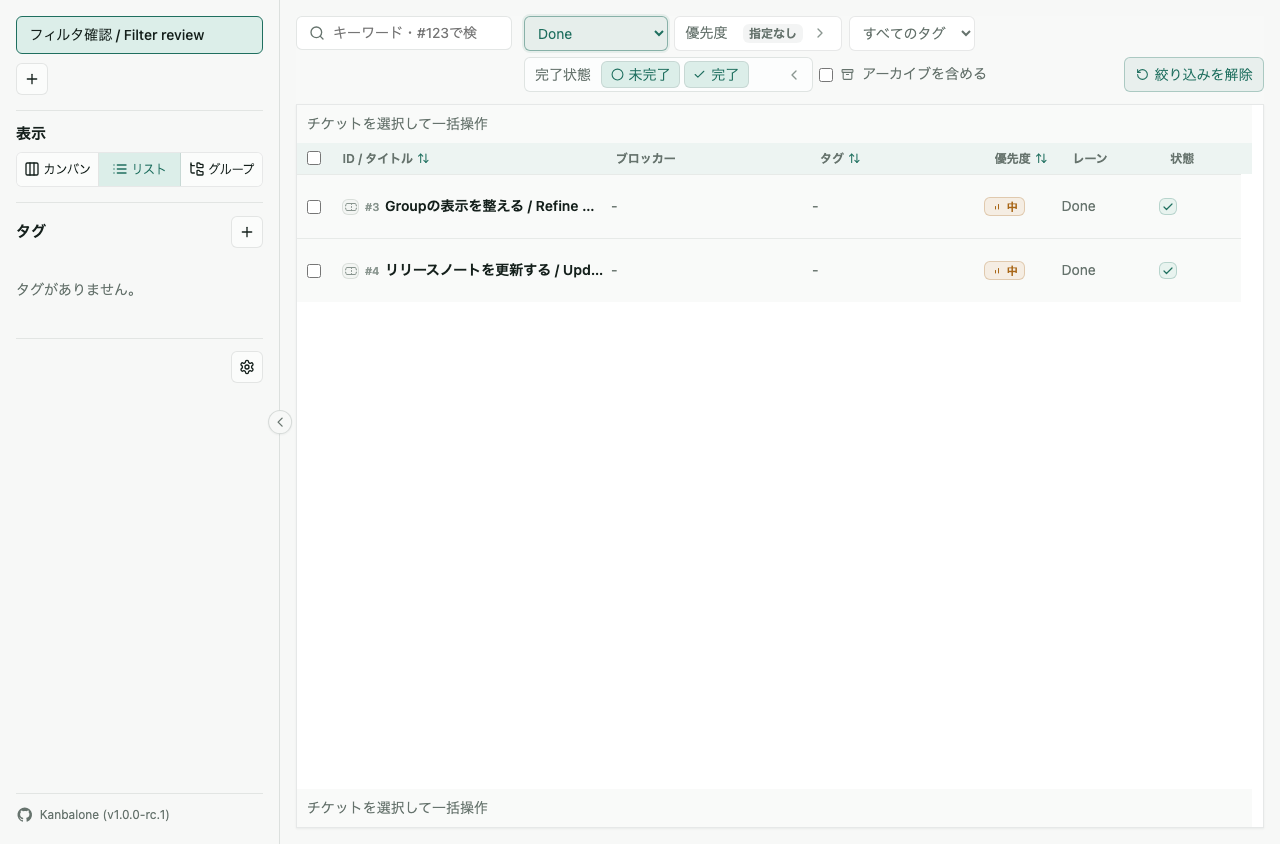 フィルタ確認 / Filter review
表示
カンバン
リスト
グループ
タグ
タグがありません。
Kanbalone (v1.0.0-rc.1)
キーワード・#123で検
Done
優先度 指定なし
すべてのタグ
完了状態 未完了 完了
アーカイブを含める
絞り込みを解除
チケットを選択して一括操作
ID / タイトル ブロッカー タグ 優先度 レーン 状態
#3 Groupの表示を整える / Refine ... - - 中 Done
#4 リリースノートを更新する / Upd... - - 中 Done
チケットを選択して一括操作